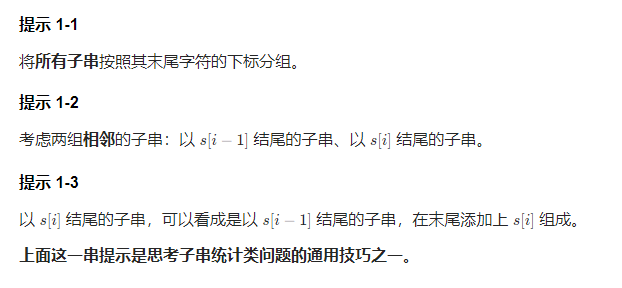 提示 1-1
将所有子串按照其末尾字符的下标分组。
提示 1-2
考虑两组相邻的子串：以 s[i − 1] 结尾的子串、以 s[i] 结尾的子串。
提示 1-3
以 s[i] 结尾的子串，可以看成是以 s[i − 1] 结尾的子串，在末尾添加上 s[i] 组成。
上面这一串提示是思考子串统计类问题的通用技巧之一。